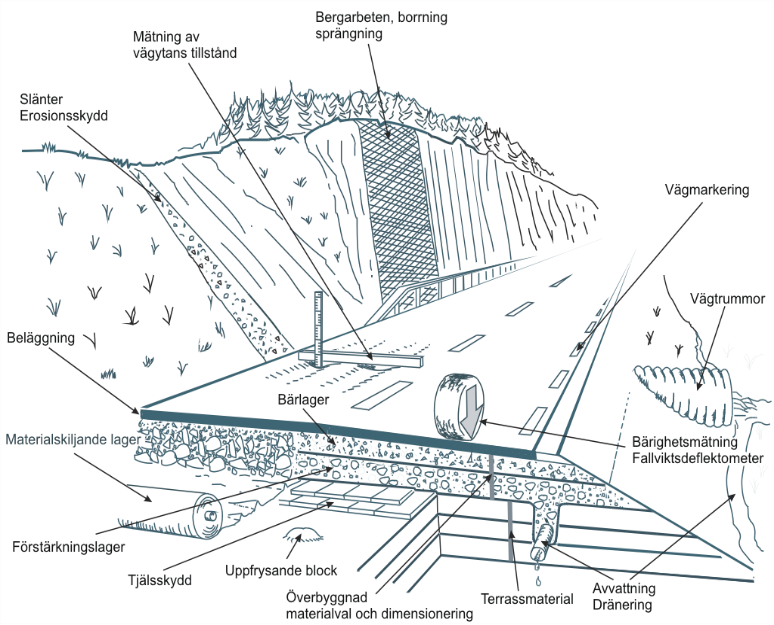 Bergarbeten, borrning
sprängning
Mätning av
vägytans tillstånd
Slänter
Erosionsskydd
Vägmarkering
Vägtrummor
Beläggning
Bärlager
Materialskiljande lager
Bärighetsmätning
Fallviktsdeflektometer
Förstärkningslager
Tjälsskydd
Uppfrysande block
Överbyggnad
materialval och dimensionering
Terrassmaterial
Avvattning
Dränering